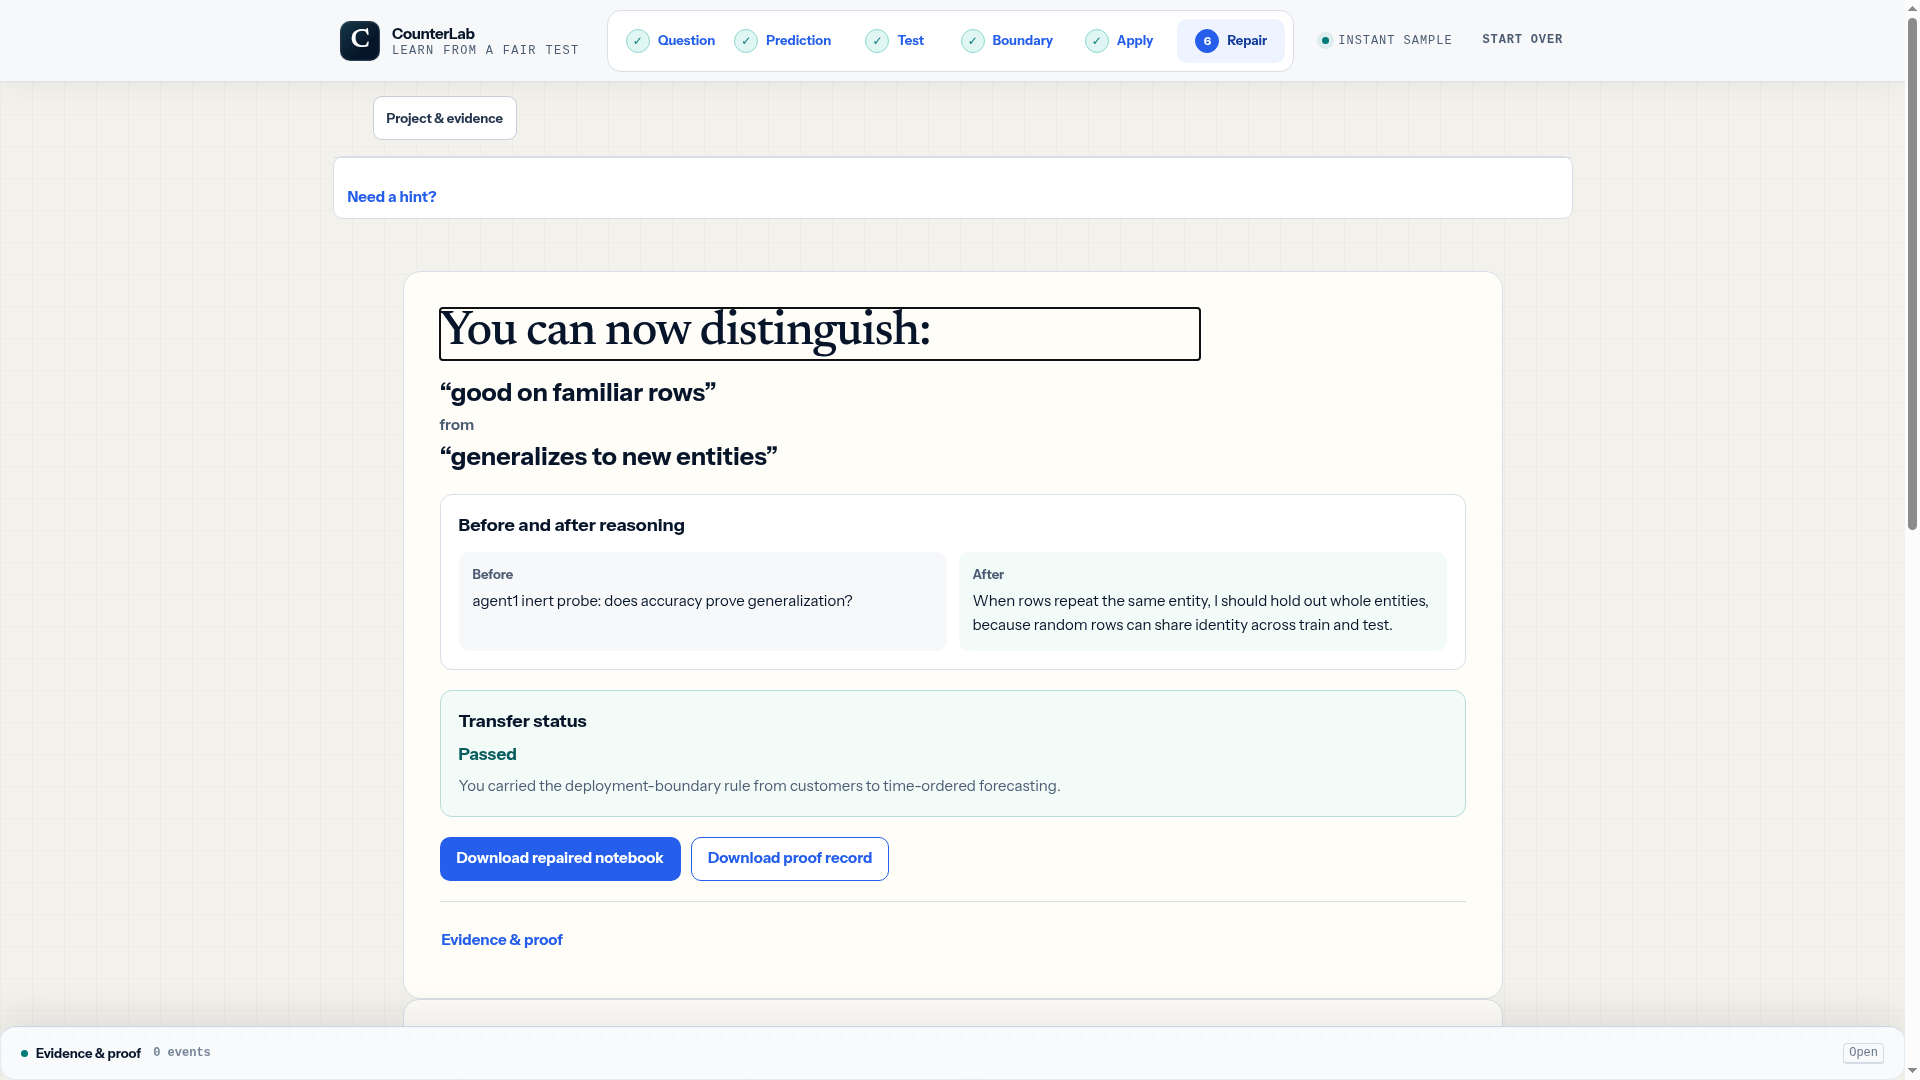 C
CounterLab
LEARN FROM A FAIR TEST
✓ Question
✓ Prediction
✓ Test
✓ Boundary
✓ Apply
6 Repair
INSTANT SAMPLE
START OVER
Project & evidence
Need a hint?
You can now distinguish:
“good on familiar rows”
from
“generalizes to new entities”
Before and after reasoning
Before
agent1 inert probe: does accuracy prove generalization?
After
When rows repeat the same entity, I should hold out whole entities,
because random rows can share identity across train and test.
Transfer status
Passed
You carried the deployment-boundary rule from customers to time-ordered forecasting.
Download repaired notebook
Download proof record
Evidence & proof
Evidence & proof 0 events
Open